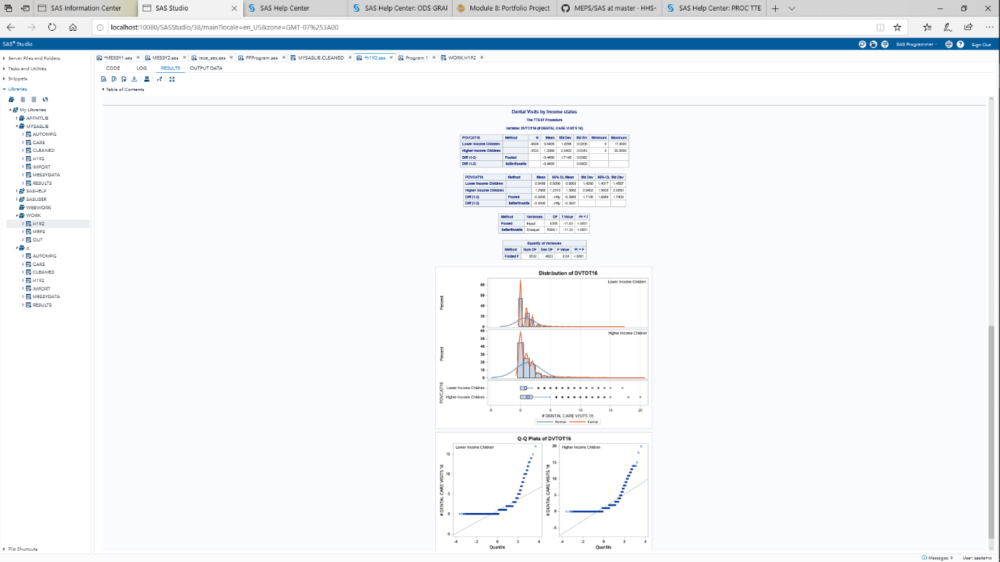 SAS Information Center
SAS Studio
SAS Help Center
SAS Help Center: ODS GRAF
Module 8: Portfolio Project
MEPS/SAS at master · HHS-
SAS Help Center: PROC TTE
localhost:10080/SASStudio/38/main?locale=en_US&zone=GMT-07%253A00
SAS® Studio
SAS Programmer
Sign Out
Server Files and Folders
Tasks and Utilities
Snippets
Libraries
My Libraries
APFMTLIB
MYSASLIB
AUTOMPG
CARS
CLEANED
H192
IMPORT
MESSYDATA
RESULTS
SASHELP
SASUSER
WEBWORK
WORK
H192
MEPS
OUT
X
AUTOMPG
CARS
CLEANED
H192
IMPORT
MESSYDATA
RESULTS
File Shortcuts
*MESSY1.sas × MESSY2.sas × race_sex.sas × PPProgram.sas × MYSASLIB.CLEANED × *h192.sas × Program 1 × WORK.H192 ×
CODE LOG RESULTS OUTPUT DATA
Table of Contents
Dental Visits by Income status
The TTEST Procedure
Variable: DVTOT16 (# DENTAL CARE VISITS 16)
POVCAT16 Method N Mean Std Dev Std Err Minimum Maximum
Lower Income Children 4824 0.8499 1.4296 0.0206 0 17.0000
Higher Income Children 3533 1.2989 2.0402 0.0343 0 20.0000
Diff (1-2) Pooled -0.4490 1.7145 0.0380
Diff (1-2) Satterthwaite -0.4490 0.0400
POVCAT16 Method Mean 95% CL Mean Std Dev 95% CL Std Dev
Lower Income Children 0.8499 0.8096 0.8903 1.4296 1.4017 1.4587
Higher Income Children 1.2989 1.2316 1.3662 2.0402 1.9938 2.0890
Diff (1-2) Pooled -0.4490 -Infty -0.3865 1.7145 1.6889 1.7409
Diff (1-2) Satterthwaite -0.4490 -Infty -0.3831
Method Variances DF t Value Pr < t
Pooled Equal 8355 -11.83 <.0001
Satterthwaite Unequal 5964.1 -11.22 <.0001
Equality of Variances
Method Num DF Den DF F Value Pr > F
Folded F 3532 4823 2.04 <.0001
Distribution of DVTOT16
Lower Income Children
Percent
80
60
40
20
0
Higher Income Children
Percent
60
50
40
30
20
10
0
POVCAT16
Lower Income Children
Higher Income Children
-5 0 5 10 15 20
# DENTAL CARE VISITS 16
Normal Kernel
Q-Q Plots of DVTOT16
Lower Income Children
# DENTAL CARE VISITS 16
15
10
5
0
-5
-4 -2 0 2 4
Quantile
Higher Income Children
# DENTAL CARE VISITS 16
20
15
10
5
0
-5
-4 -2 0 2 4
Quantile
Messages: 9 User: sasdemo